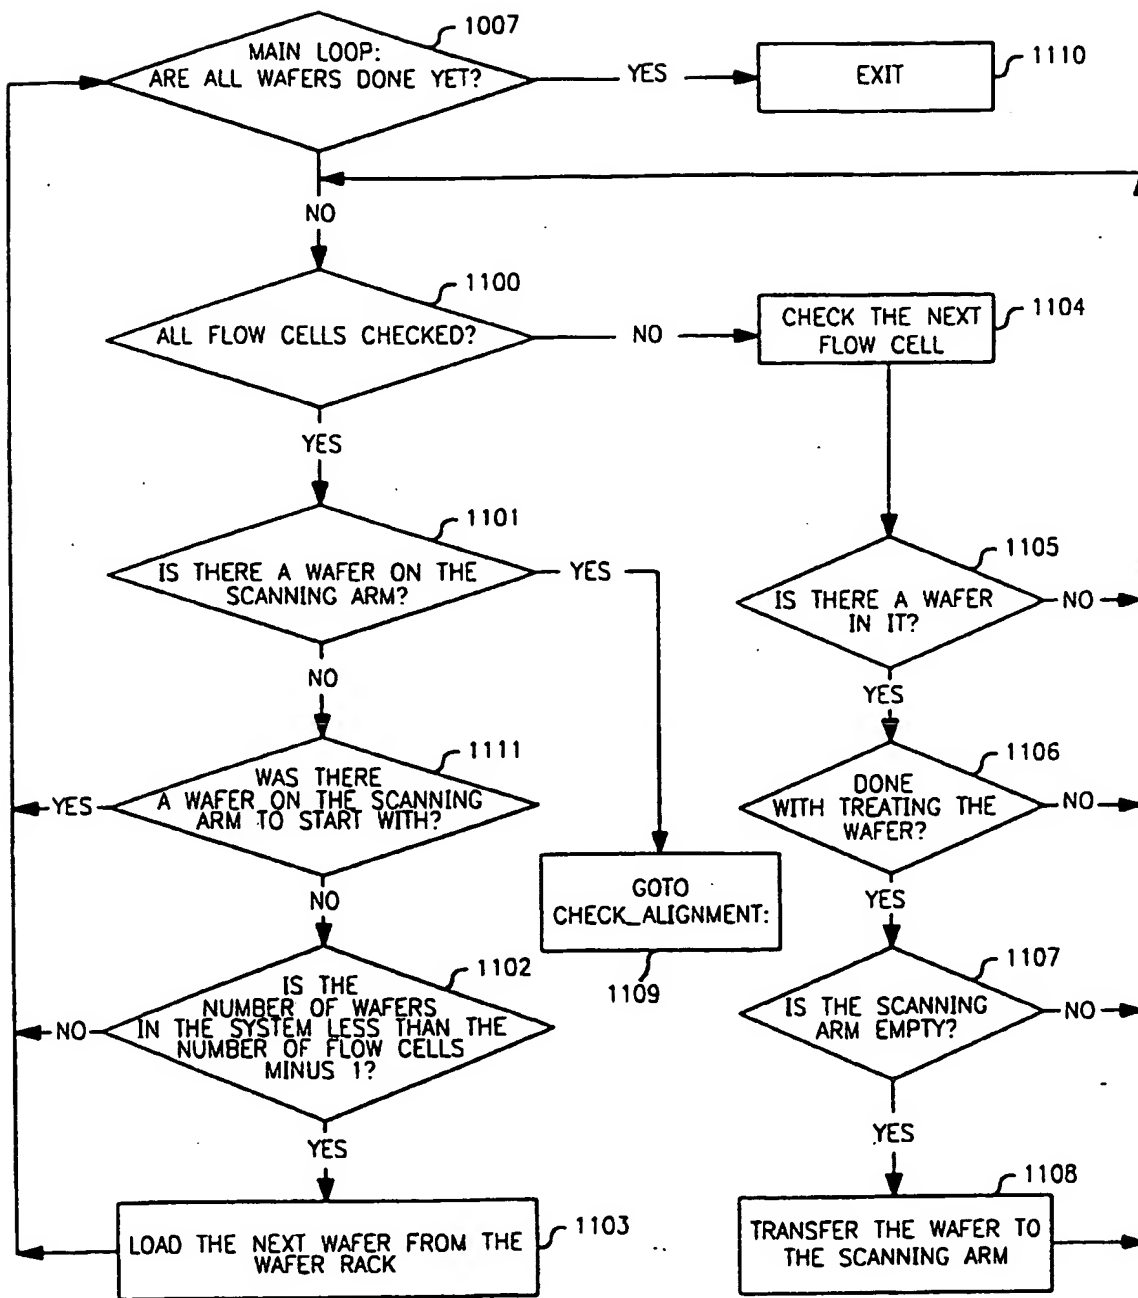 1007
MAIN LOOP:
ARE ALL WAFERS DONE YET?
YES
EXIT
1110
NO
1100
ALL FLOW CELLS CHECKED?
NO
CHECK THE NEXT
FLOW CELL
1104
YES
1101
IS THERE A WAFER ON THE
SCANNING ARM?
YES
1105
IS THERE A WAFER
IN IT?
NO
NO
YES
1111
WAS THERE
A WAFER ON THE SCANNING
ARM TO START WITH?
YES
1106
DONE
WITH TREATING THE
WAFER?
NO
NO
GOTO
CHECK_ALIGNMENT:
1109
YES
1102
IS THE
NUMBER OF WAFERS
IN THE SYSTEM LESS THAN THE
NUMBER OF FLOW CELLS
MINUS 1?
NO
1107
IS THE SCANNING
ARM EMPTY?
NO
YES
YES
LOAD THE NEXT WAFER FROM THE
WAFER RACK
1103
1108
TRANSFER THE WAFER TO
THE SCANNING ARM